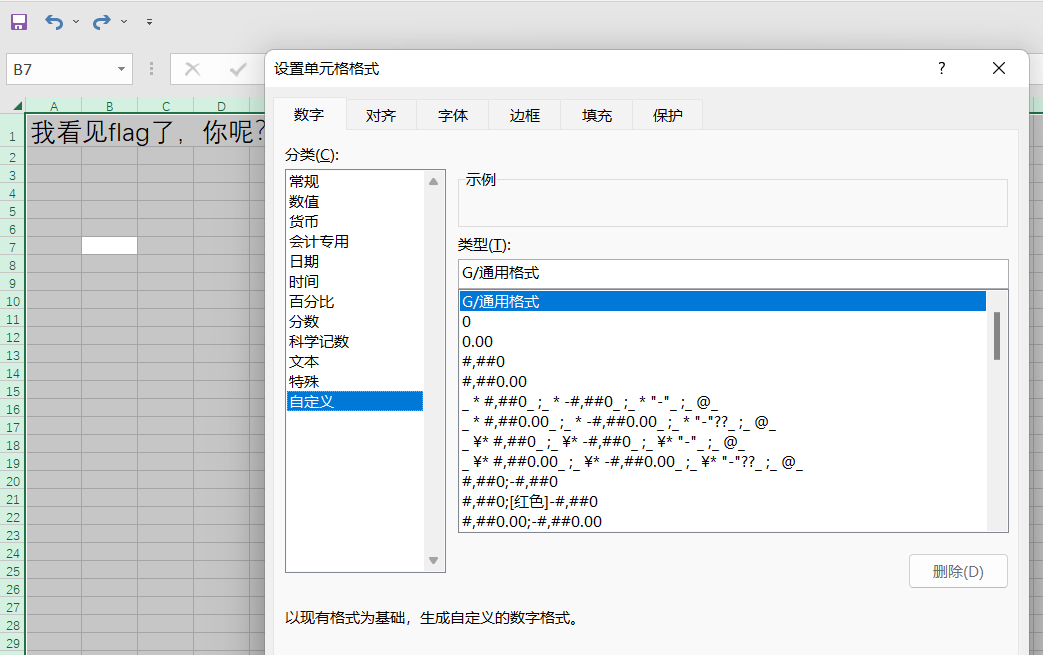 B7
设置单元格格式
?
A B C D
数字 对齐 字体 边框 填充 保护
1 我看见flag了，你呢?
分类(C):
常规
数值
货币
会计专用
日期
时间
百分比
分数
科学记数
文本
特殊
自定义
示例
类型(T):
G/通用格式
G/通用格式
0
0.00
#,##0
#,##0.00
_ * #,##0_ ;_ * -#,##0_ ;_ * "-"_ ;_ @_
_ * #,##0.00_ ;_ * -#,##0.00_ ;_ * "-"??_ ;_ @_
_ ¥* #,##0_ ;_ ¥* -#,##0_ ;_ ¥* "-"_ ;_ @_
_ ¥* #,##0.00_ ;_ ¥* -#,##0.00_ ;_ ¥* "-"??_ ;_ @_
#,##0;-#,##0
#,##0;[红色]-#,##0
#,##0.00;-#,##0.00
删除(D)
以现有格式为基础，生成自定义的数字格式。
2
3
4
5
6
7
8
9
10
11
12
13
14
15
16
17
18
19
20
21
22
23
24
25
26
27
28
29